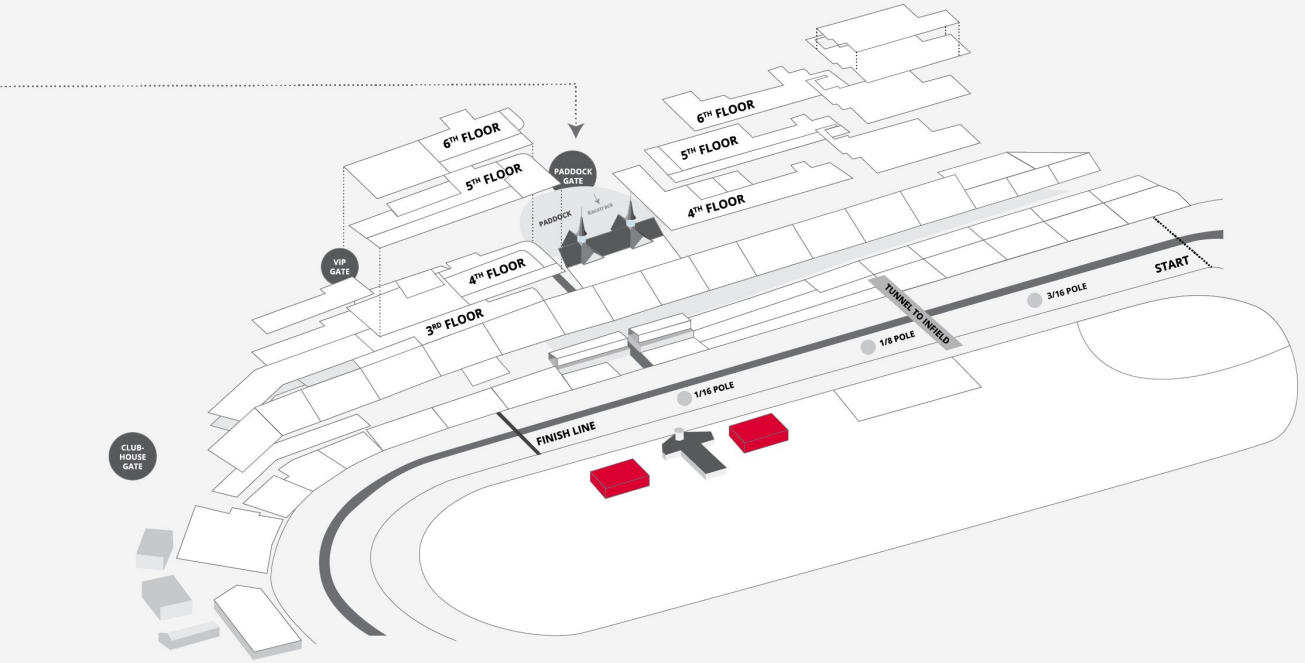 6TH FLOOR
5TH FLOOR
PADDOCK
GATE
PADDOCK
Racetrack
VIP
GATE
4TH FLOOR
3RD FLOOR
6TH FLOOR
5TH FLOOR
4TH FLOOR
START
TUNNEL TO INFIELD
3/16 POLE
1/8 POLE
1/16 POLE
FINISH LINE
CLUB-
HOUSE
GATE